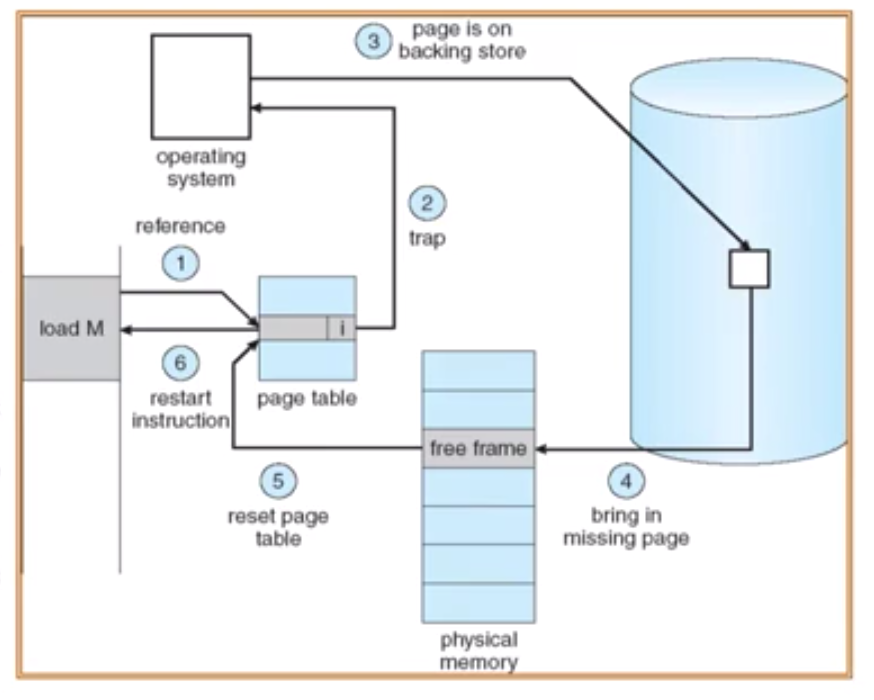 3
page is on
backing store
operating
system
2
trap
reference
1
load M
i
6
restart
instruction
page table
free frame
5
reset page
table
4
bring in
missing page
physical
memory